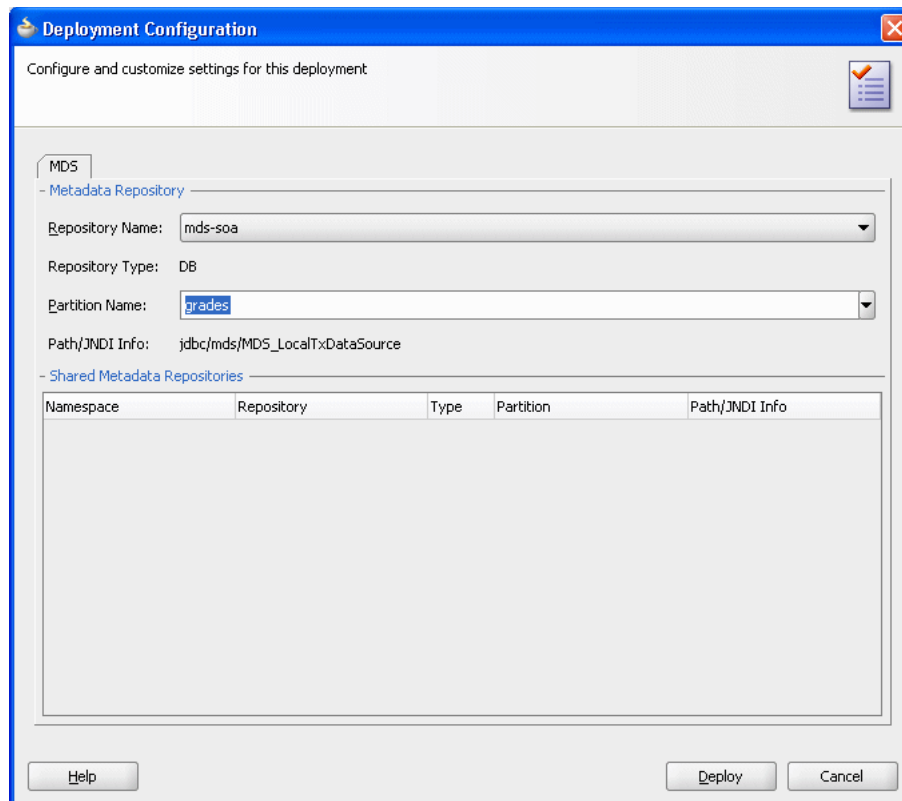 Deployment Configuration
Configure and customize settings for this deployment
MDS
Metadata Repository
Repository Name: mds-soa
Repository Type: DB
Partition Name: grades
Path/JNDI Info: jdbc/mds/MDS_LocalTxDataSource
Shared Metadata Repositories
Namespace Repository Type Partition Path/JNDI Info
Help Deploy Cancel